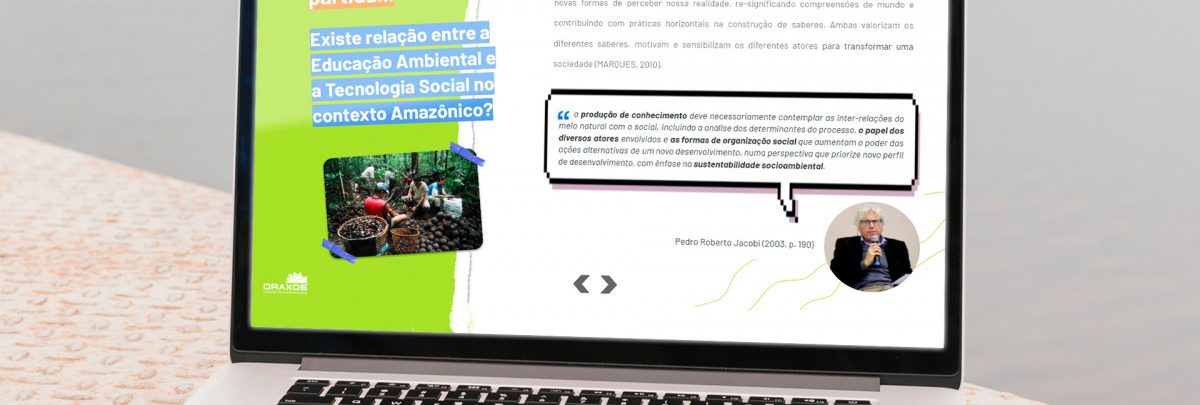 Existe relação entre a
Educação Ambiental e
a Tecnologia Social no
contexto Amazônico?
ORAXOS
novas formas de perceber nossa realidade, re-significando compreensões de mundo e
contribuindo com práticas horizontais na construção de saberes. Ambas valorizam os
diferentes saberes, motivam e sensibilizam os diferentes atores para transformar uma
sociedade (MARQUES, 2010).
“ a produção de conhecimento deve necessariamente contemplar as inter-relações do
meio natural com o social, incluindo a análise dos determinantes do processo, o papel dos
diversos atores envolvidos e as formas de organização social que aumentam o poder das
ações alternativas de um novo desenvolvimento, numa perspectiva que priorize novo perfil
de desenvolvimento, com ênfase na sustentabilidade socioambiental.
Pedro Roberto Jacobi (2003, p. 190)